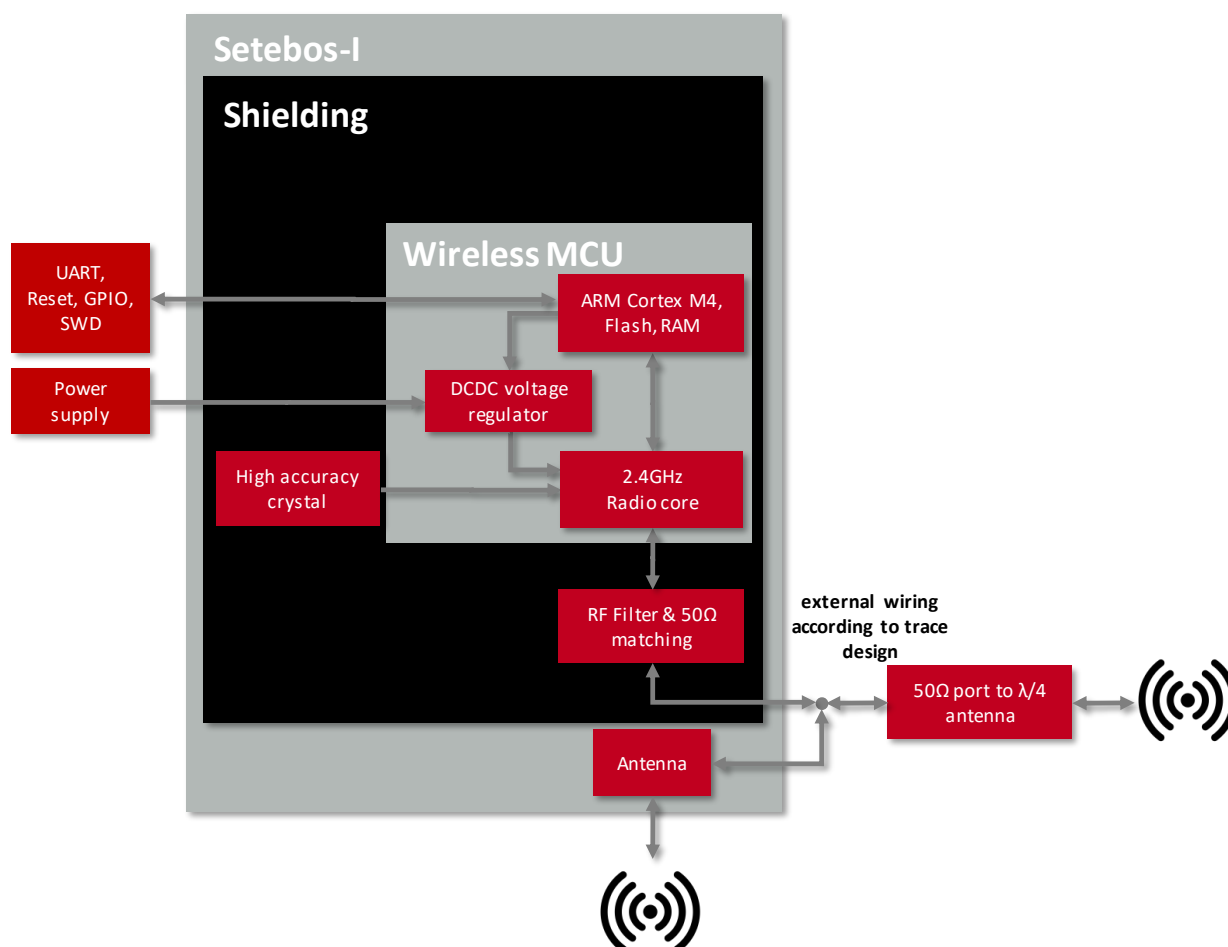 Setebos-I
Shielding
Wireless MCU
UART,
Reset, GPIO,
SWD
ARM Cortex M4,
Flash, RAM
Power
supply
DCDC voltage
regulator
High accuracy
crystal
2.4GHz
Radio core
RF Filter & 50Ω
matching
external wiring
according to trace
design
50Ω port to λ/4
antenna
Antenna